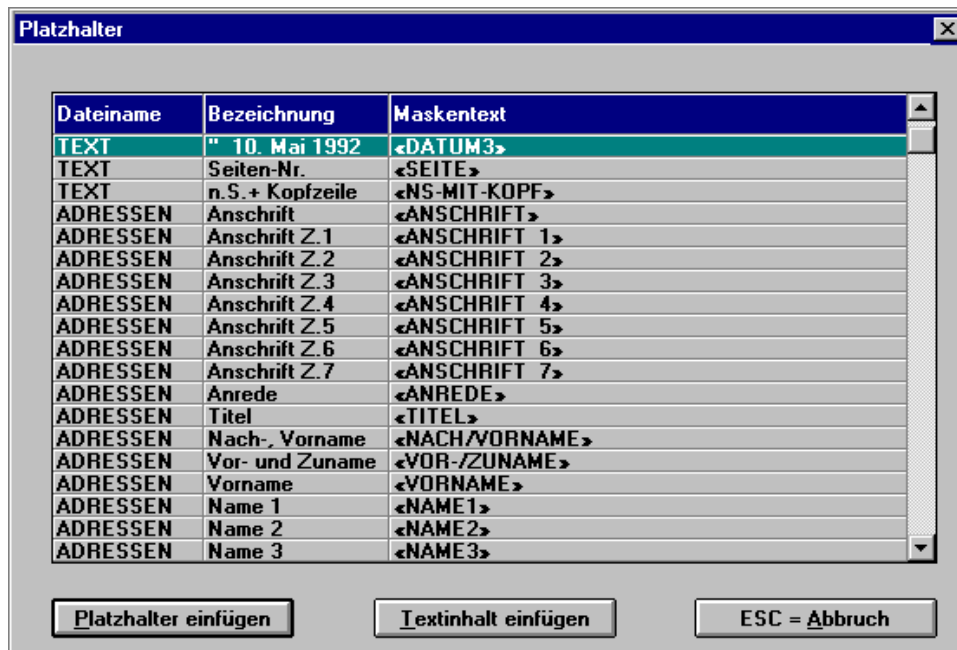 Platzhalter
Dateiname Bezeichnung Maskentext
TEXT " 10. Mai 1992 «DATUM3»
TEXT Seiten-Nr. «SEITE»
TEXT n.S.+ Kopfzeile «NS-MIT-KOPF»
ADRESSEN Anschrift «ANSCHRIFT»
ADRESSEN Anschrift Z.1 «ANSCHRIFT 1»
ADRESSEN Anschrift Z.2 «ANSCHRIFT 2»
ADRESSEN Anschrift Z.3 «ANSCHRIFT 3»
ADRESSEN Anschrift Z.4 «ANSCHRIFT 4»
ADRESSEN Anschrift Z.5 «ANSCHRIFT 5»
ADRESSEN Anschrift Z.6 «ANSCHRIFT 6»
ADRESSEN Anschrift Z.7 «ANSCHRIFT 7»
ADRESSEN Anrede «ANREDE»
ADRESSEN Titel «TITEL»
ADRESSEN Nach-, Vorname «NACH/VORNAME»
ADRESSEN Vor- und Zuname «VOR-/ZUNAME»
ADRESSEN Vorname «VORNAME»
ADRESSEN Name 1 «NAME1»
ADRESSEN Name 2 «NAME2»
ADRESSEN Name 3 «NAME3»
Platzhalter einfügen Textinhalt einfügen ESC = Abbruch